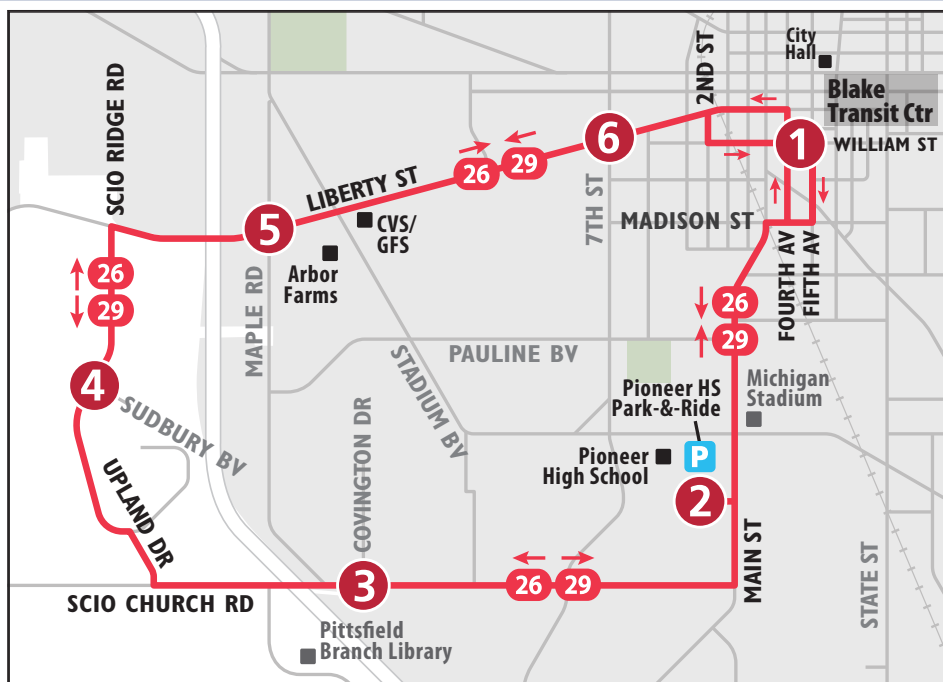 City
Hall
Blake
Transit Ctr
2ND ST
1
WILLIAM ST
6
SCIO RIDGE RD
26
29
LIBERTY ST
7TH ST
MADISON ST
5
CVS/
GFS
Arbor
Farms
FOURTH AV
FIFTH AV
26
29
MAPLE RD
26
29
PAULINE BV
STADIUM BV
4
SUDBURY BV
Pioneer HS
Park-&-Ride
Michigan
Stadium
P
Pioneer
High School
2
UPLAND DR
COVINGTON DR
MAIN ST
STATE ST
3
26
29
SCIO CHURCH RD
Pittsfield
Branch Library